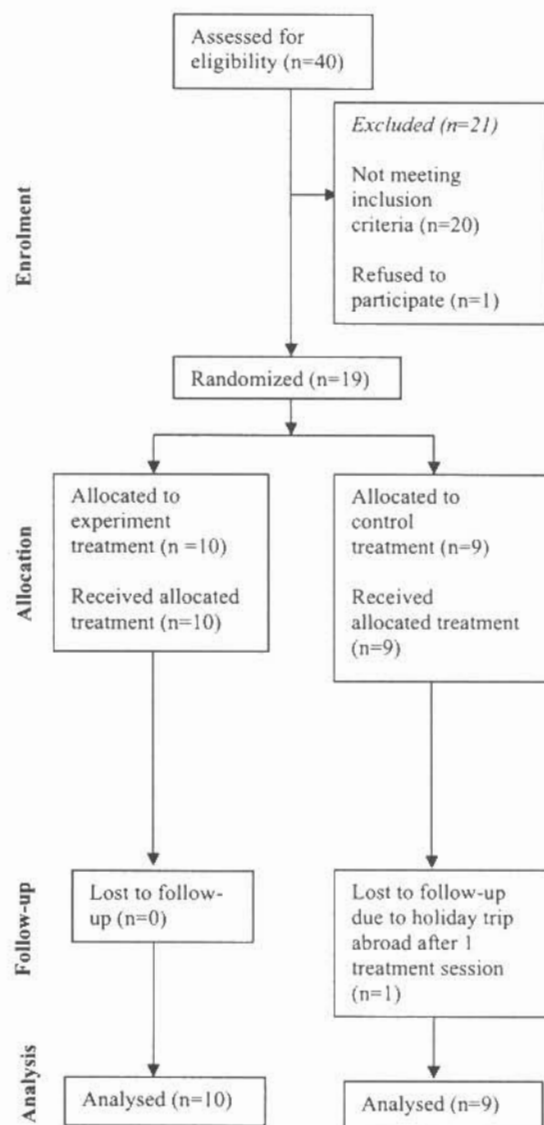 Assessed for
eligibility (n=40)
Excluded (n=21)
Not meeting
inclusion
criteria (n=20)
Refused to
participate (n=1)
Enrolment
Randomized (n=19)
Allocated to
experiment
treatment (n =10)
Received allocated
treatment (n=10)
Allocated to
control
treatment (n=9)
Received
allocated treatment
(n=9)
Allocation
Lost to follow-
up (n=0)
Lost to follow-up
due to holiday trip
abroad after 1
treatment session
(n=1)
Follow-up
Analysed (n=10)
Analysed (n=9)
Analysis